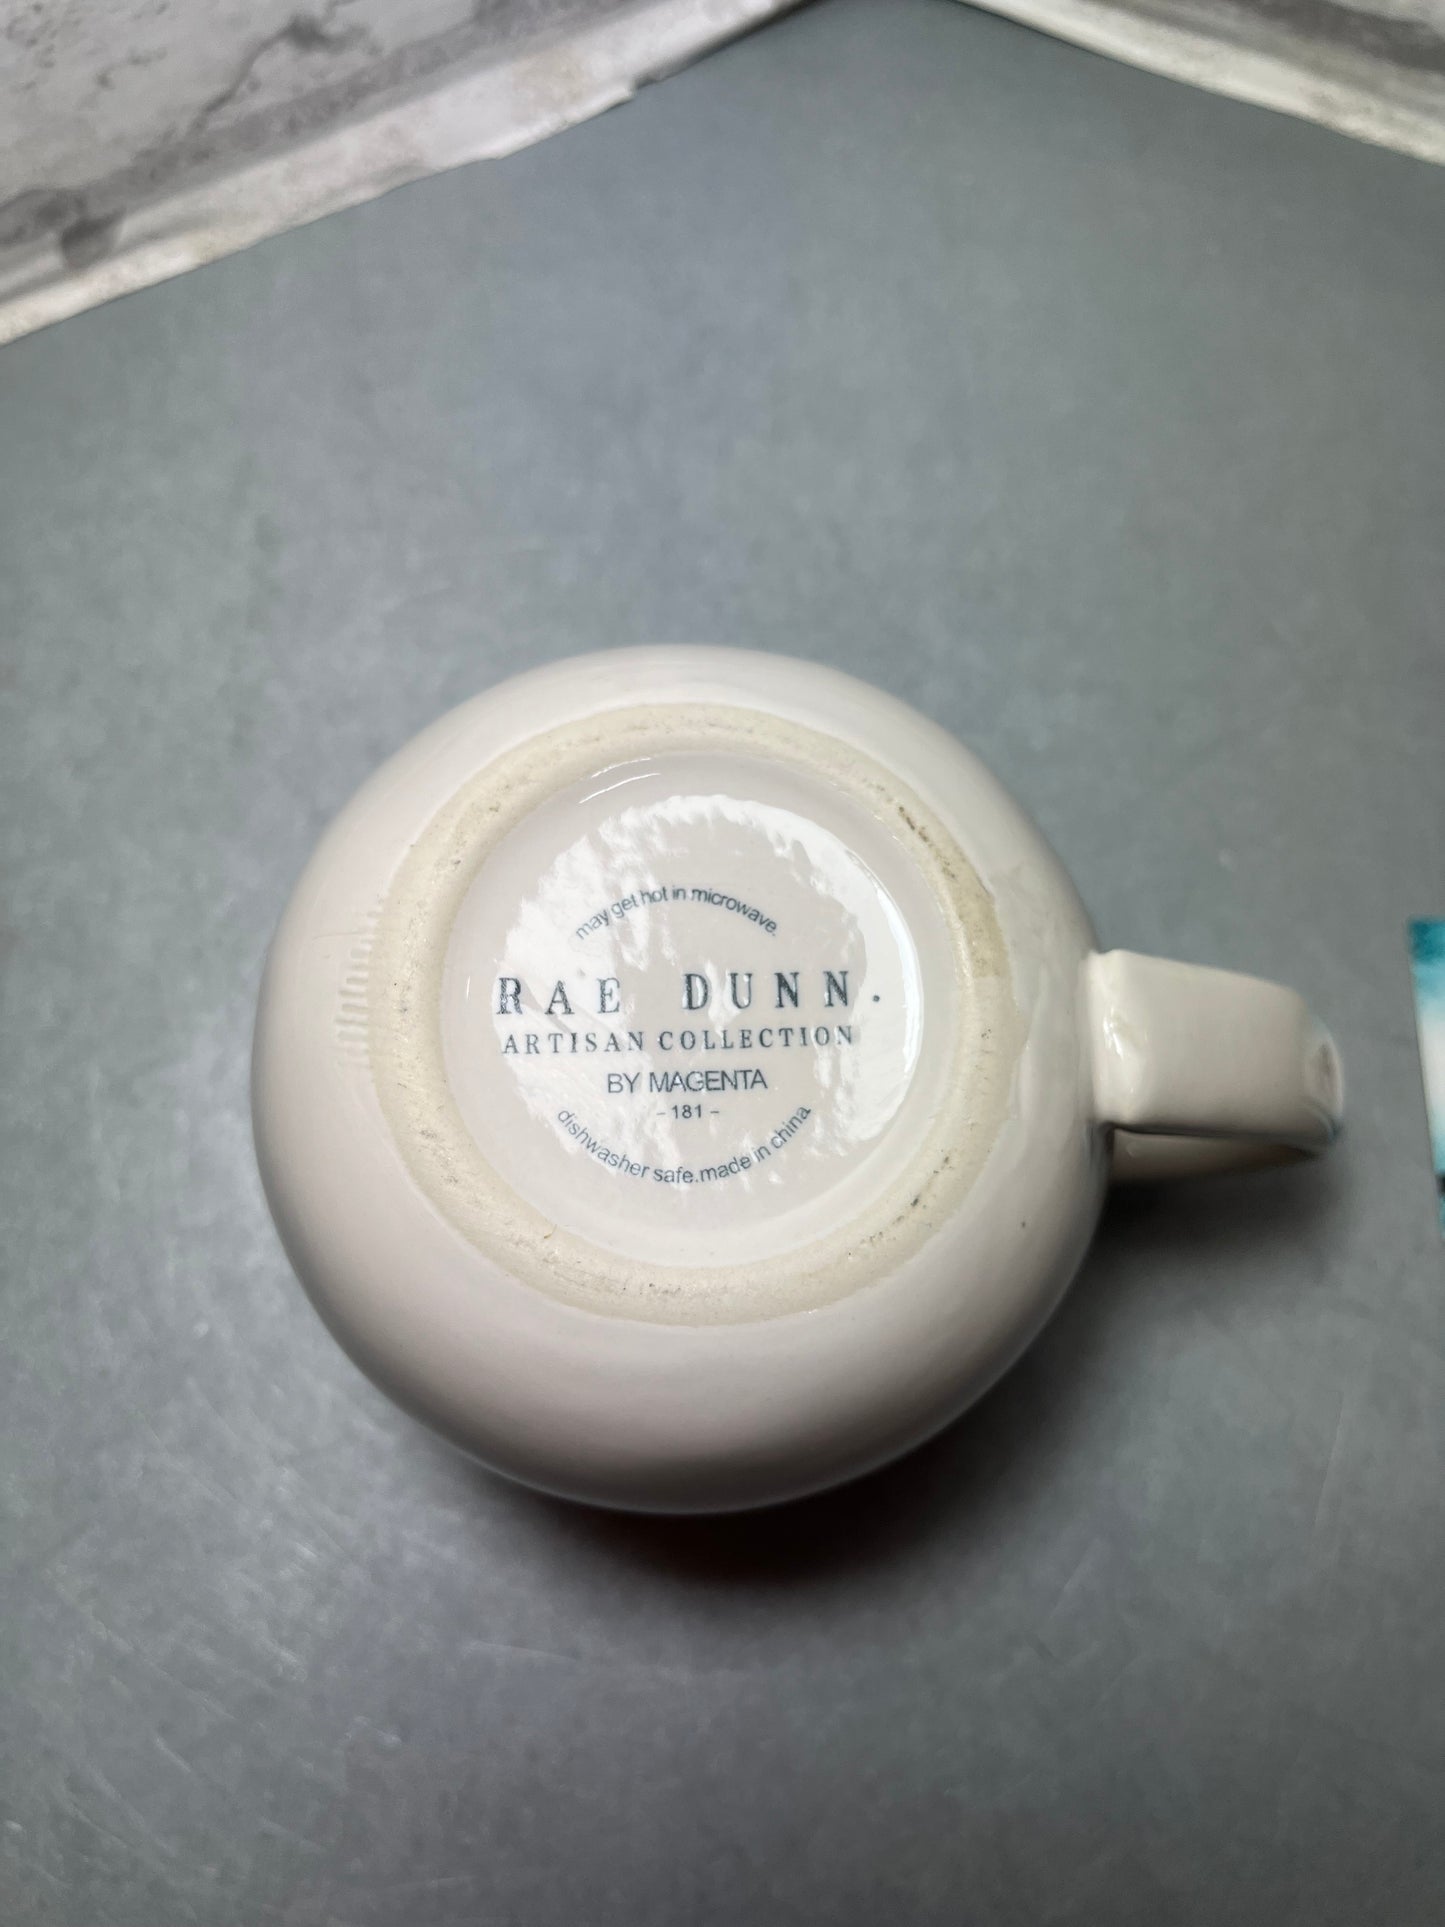 may get hot in microwave.
RAE DUNN.
ARTISAN COLLECTION
BY MAGENTA
- 181 -
dishwasher safe.made in china